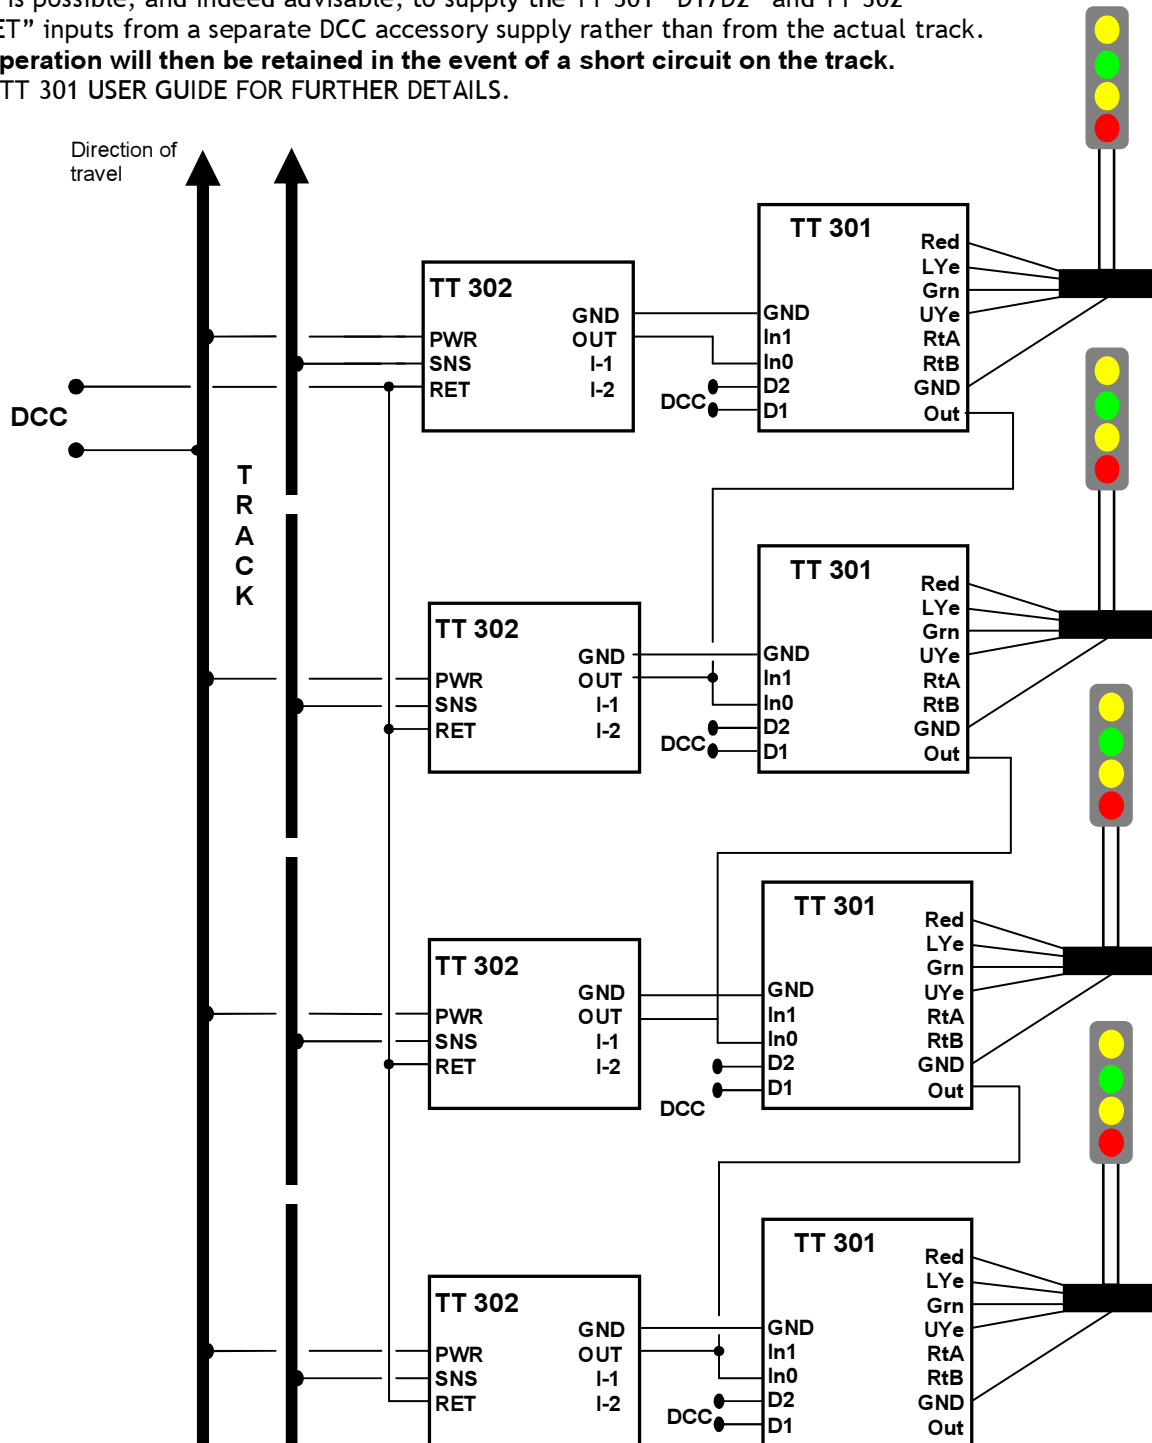 is possible, and indeed advisable, to supply the TT 301 "D1/D2" and TT 302
ET" inputs from a separate DCC accessory supply rather than from the actual track.
peration will then be retained in the event of a short circuit on the track.
TT 301 USER GUIDE FOR FURTHER DETAILS.
Direction of
travel
DCC
T
R
A
C
K
TT 302
GND
PWR OUT
SNS I-1
RET I-2
TT 301
Red
LYe
Grn
GND UYe
In1 RtA
In0 RtB
DCC D2 GND
D1 Out
TT 302
GND
PWR OUT
SNS I-1
RET I-2
TT 301
Red
LYe
Grn
GND UYe
In1 RtA
In0 RtB
DCC D2 GND
D1 Out
TT 302
GND
PWR OUT
SNS I-1
RET I-2
TT 301
Red
LYe
Grn
GND UYe
In1 RtA
In0 RtB
D2 GND
DCC D1 Out
TT 302
GND
PWR OUT
SNS I-1
RET I-2
TT 301
Red
LYe
Grn
GND UYe
In1 RtA
In0 RtB
DCC D2 GND
D1 Out